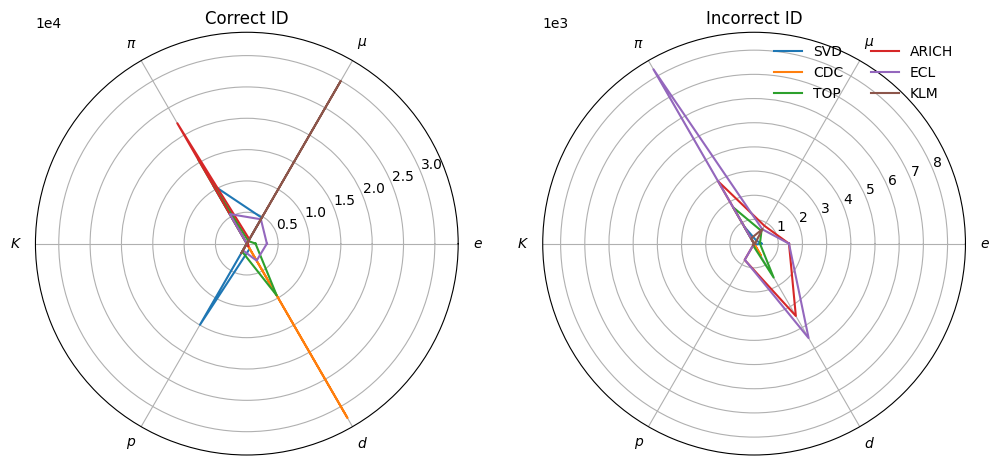 Correct ID
1e4
π
μ
K
e
p
d
0.5
1.0
1.5
2.0
2.5
3.0
Incorrect ID
1e3
π
μ
K
e
p
d
1
2
3
4
5
6
7
8
SVD
CDC
TOP
ARICH
ECL
KLM